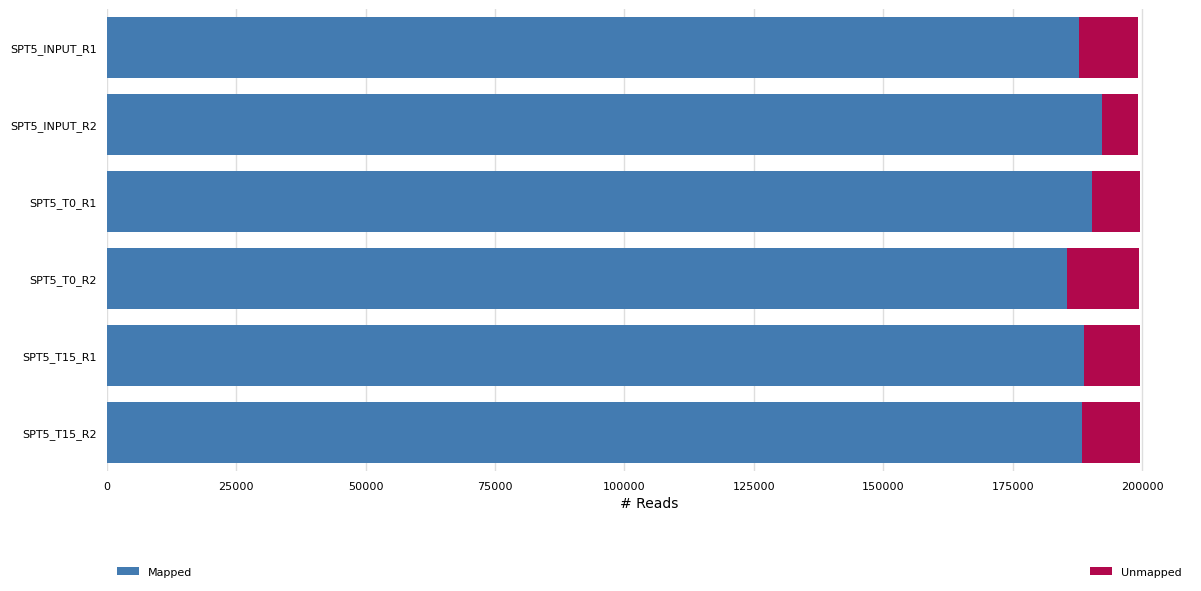 SPT5_INPUT_R1
SPT5_INPUT_R2
SPT5_T0_R1
SPT5_T0_R2
SPT5_T15_R1
SPT5_T15_R2
0 25000 50000 75000 100000 125000 150000 175000 200000
# Reads
Mapped Unmapped